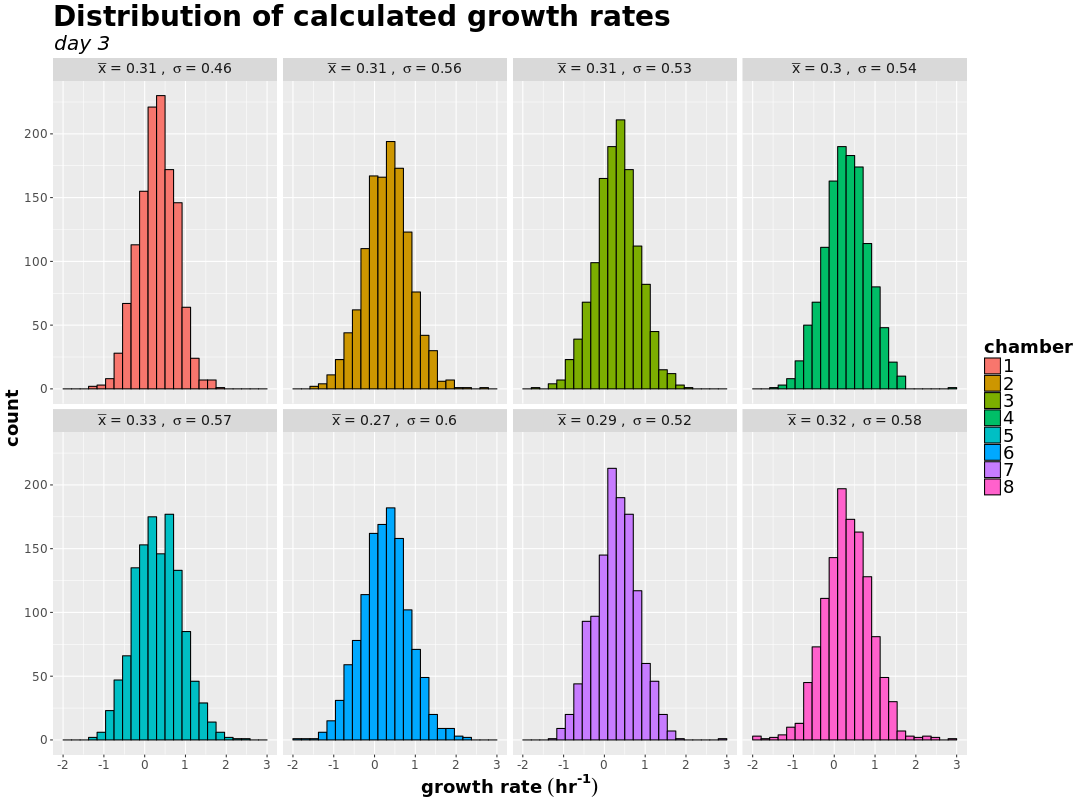 Distribution of calculated growth rates
day 3
x̅ = 0.31 , σ = 0.46
x̅ = 0.31 , σ = 0.56
x̅ = 0.31 , σ = 0.53
x̅ = 0.3 , σ = 0.54
200
150
100
50
0
x̅ = 0.33 , σ = 0.57
x̅ = 0.27 , σ = 0.6
x̅ = 0.29 , σ = 0.52
x̅ = 0.32 , σ = 0.58
200
150
100
50
0
-2 -1 0 1 2 3
-2 -1 0 1 2 3
-2 -1 0 1 2 3
-2 -1 0 1 2 3
count
growth rate (hr⁻¹)
chamber
1
2
3
4
5
6
7
8